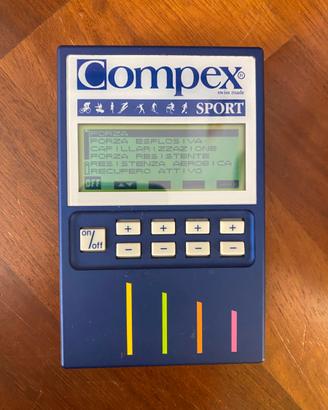 Compex®
swiss made
SPORT
FORZA
FORZA ESPLOSIVA
CAPILLARIZZAZIONE
FORZA RESISTENTE
RESISTENZA AEROBICA
RECUPERO ATTIVO
OFF
on/off
+ + + +
- - - -